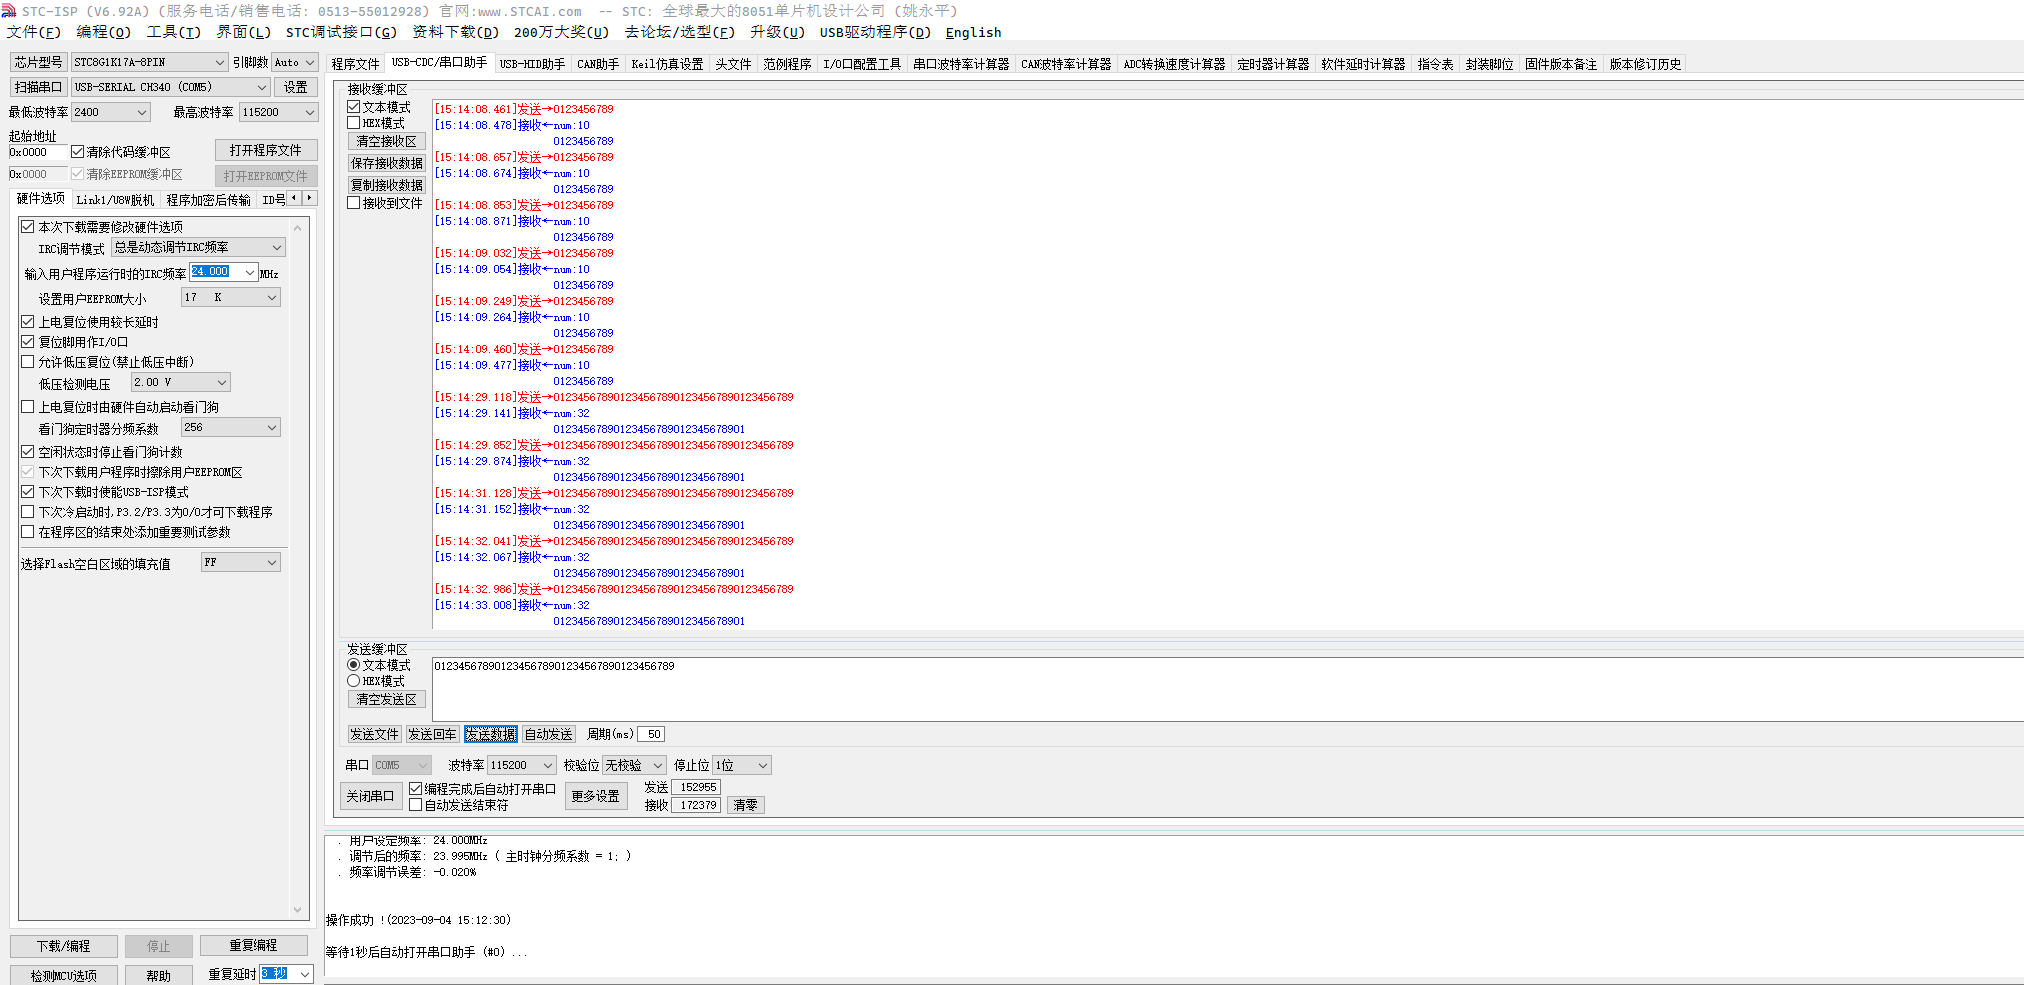 STC-ISP (V6.92A) (服务电话/销售电话: 0513-55012928) 官网:www.STCAI.com  -- STC: 全球最大的8051单片机设计公司 (姚永平)
文件(F) 编程(O) 工具(T) 界面(L) STC调试接口(G) 资料下载(D) 200万大奖(U) 去论坛/选型(F) 升级(U) USB驱动程序(D) English
芯片型号 STC8G1K17A-8PIN 引脚数 Auto
扫描串口 USB-SERIAL CH340 (COM5) 设置
最低波特率 2400 最高波特率 115200
起始地址
0x0000 清除代码缓冲区 打开程序文件
0x0000 清除EEPROM缓冲区 打开EEPROM文件
硬件选项 Link1/U8W脱机 程序加密后传输 ID号
本次下载需要修改硬件选项
IRC调节模式 总是动态调节IRC频率
输入用户程序运行时的IRC频率 24.000 MHz
设置用户EEPROM大小 17 K
上电复位使用较长延时
复位脚用作I/O口
允许低压复位(禁止低压中断)
低压检测电压 2.00 V
上电复位时由硬件自动启动看门狗
看门狗定时器分频系数 256
空闲状态时停止看门狗计数
下次下载用户程序时擦除用户EEPROM区
下次下载时使能USB-ISP模式
下次冷启动时,P3.2/P3.3为0/0才可下载程序
在程序区的结束处添加重要测试参数
选择Flash空白区域的填充值 FF
下载/编程 停止 重复编程
检测MCU选项 帮助 重复延时 3 秒
程序文件 USB-CDC/串口助手 USB-HID助手 CAN助手 Keil仿真设置 头文件 范例程序 I/O口配置工具 串口波特率计算器 CAN波特率计算器 ADC转换速度计算器 定时器计算器 软件延时计算器 指令表 封装脚位 固件版本备注 版本修订历史
接收缓冲区
文本模式
HEX模式
清空接收区
保存接收数据
复制接收数据
接收到文件
[15:14:08.461]发送→0123456789
[15:14:08.478]接收←num:10
0123456789
[15:14:08.657]发送→0123456789
[15:14:08.674]接收←num:10
0123456789
[15:14:08.853]发送→0123456789
[15:14:08.871]接收←num:10
0123456789
[15:14:09.032]发送→0123456789
[15:14:09.054]接收←num:10
0123456789
[15:14:09.249]发送→0123456789
[15:14:09.264]接收←num:10
0123456789
[15:14:09.460]发送→0123456789
[15:14:09.477]接收←num:10
0123456789
[15:14:29.118]发送→0123456789012345678901234567890123456789
[15:14:29.141]接收←num:32
01234567890123456789012345678901
[15:14:29.852]发送→0123456789012345678901234567890123456789
[15:14:29.874]接收←num:32
01234567890123456789012345678901
[15:14:31.128]发送→0123456789012345678901234567890123456789
[15:14:31.152]接收←num:32
01234567890123456789012345678901
[15:14:32.041]发送→0123456789012345678901234567890123456789
[15:14:32.067]接收←num:32
01234567890123456789012345678901
[15:14:32.986]发送→0123456789012345678901234567890123456789
[15:14:33.008]接收←num:32
01234567890123456789012345678901
发送缓冲区
文本模式
HEX模式
清空发送区
0123456789012345678901234567890123456789
发送文件 发送回车 发送数据 自动发送 周期(ms) 50
串口 COM5 波特率 115200 校验位 无校验 停止位 1位
关闭串口 编程完成后自动打开串口 更多设置 发送 152955
自动发送结束符 接收 172379 清零
. 用户设定频率: 24.000MHz
. 调节后的频率: 23.995MHz ( 主时钟分频系数 = 1; )
. 频率调节误差: -0.020%
操作成功 !(2023-09-04 15:12:30)
等待1秒后自动打开串口助手 (#0) ...